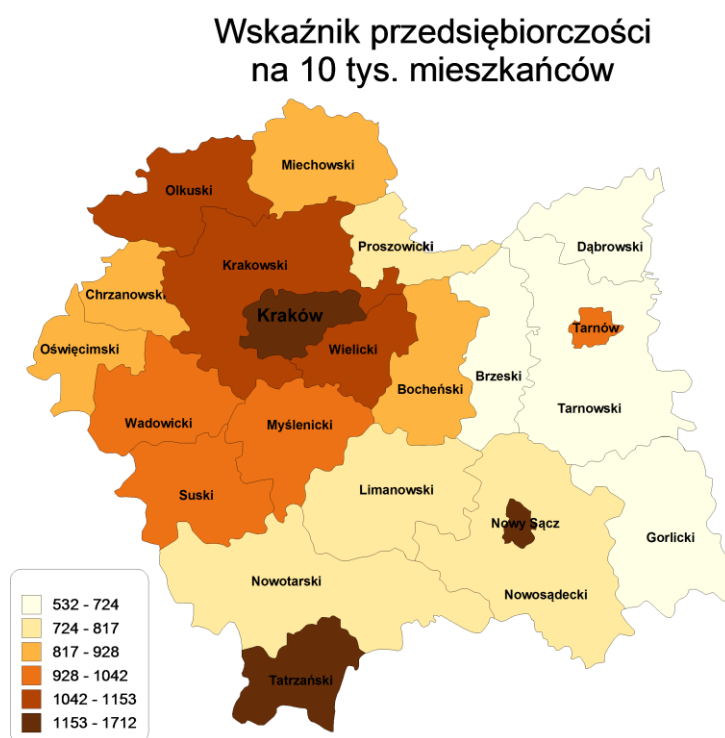 Wskaźnik przedsiębiorczości
na 10 tys. mieszkańców
Miechowski
Olkuski
Proszowicki
Dąbrowski
Krakowski
Chrzanowski
Kraków
Tarnów
Oświęcimski
Wielicki
Brzeski
Bocheński
Tarnowski
Wadowicki
Myślenicki
Limanowski
Suski
Nowy Sącz
Gorlicki
Nowotarski
Nowosądecki
Tatrzański
532 - 724
724 - 817
817 - 928
928 - 1042
1042 - 1153
1153 - 1712